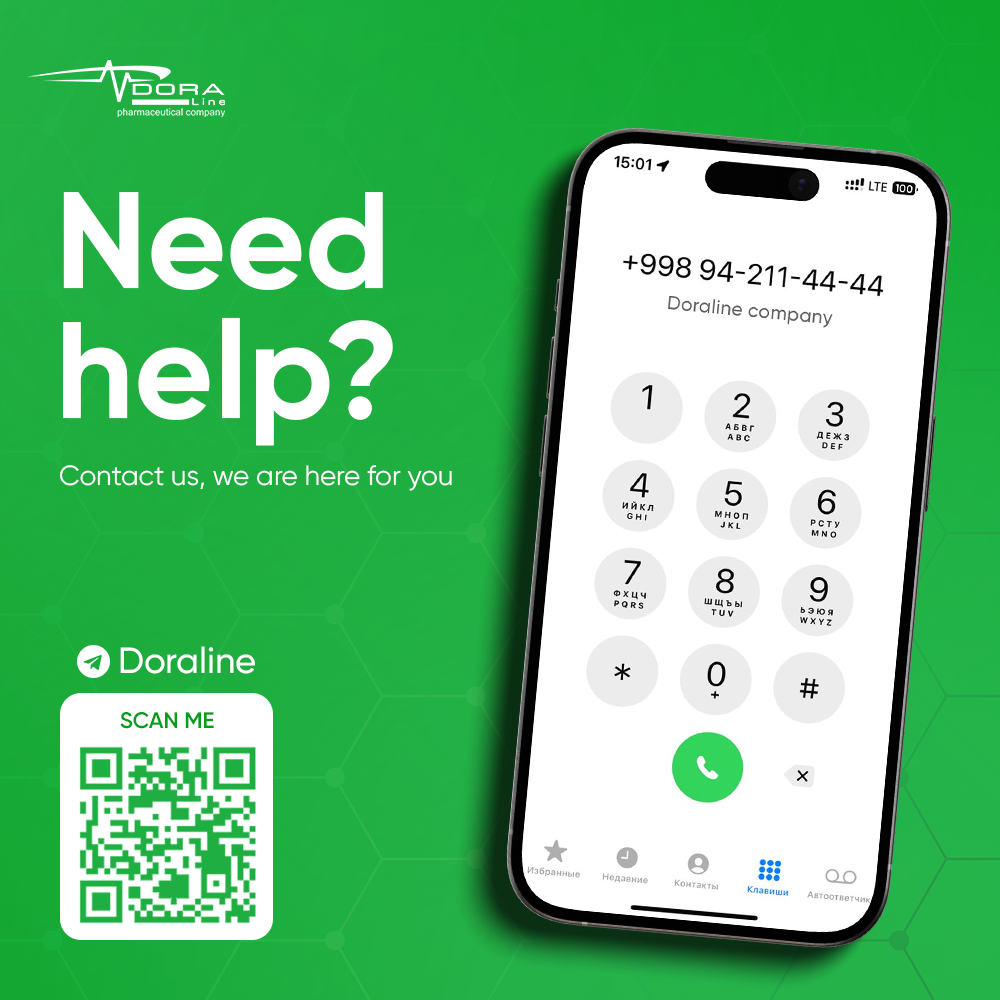 DORA
Line
pharmaceutical company
Need
help?
Contact us, we are here for you
Doraline
SCAN ME
15:01
LTE 100
+998 94-211-44-44
Doraline company
1
2
АБВГ
ABC
3
ДЕЖЗ
DEF
4
ИЙКЛ
GHI
5
МНОП
JKL
6
РСТУ
MNO
7
ФХЦЧ
PQRS
8
ШЩЪЫ
TUV
9
ЬЭЮЯ
WXYZ
*
0
+
#
Избранные
Недавние
Контакты
Клавиши
Автоответчик